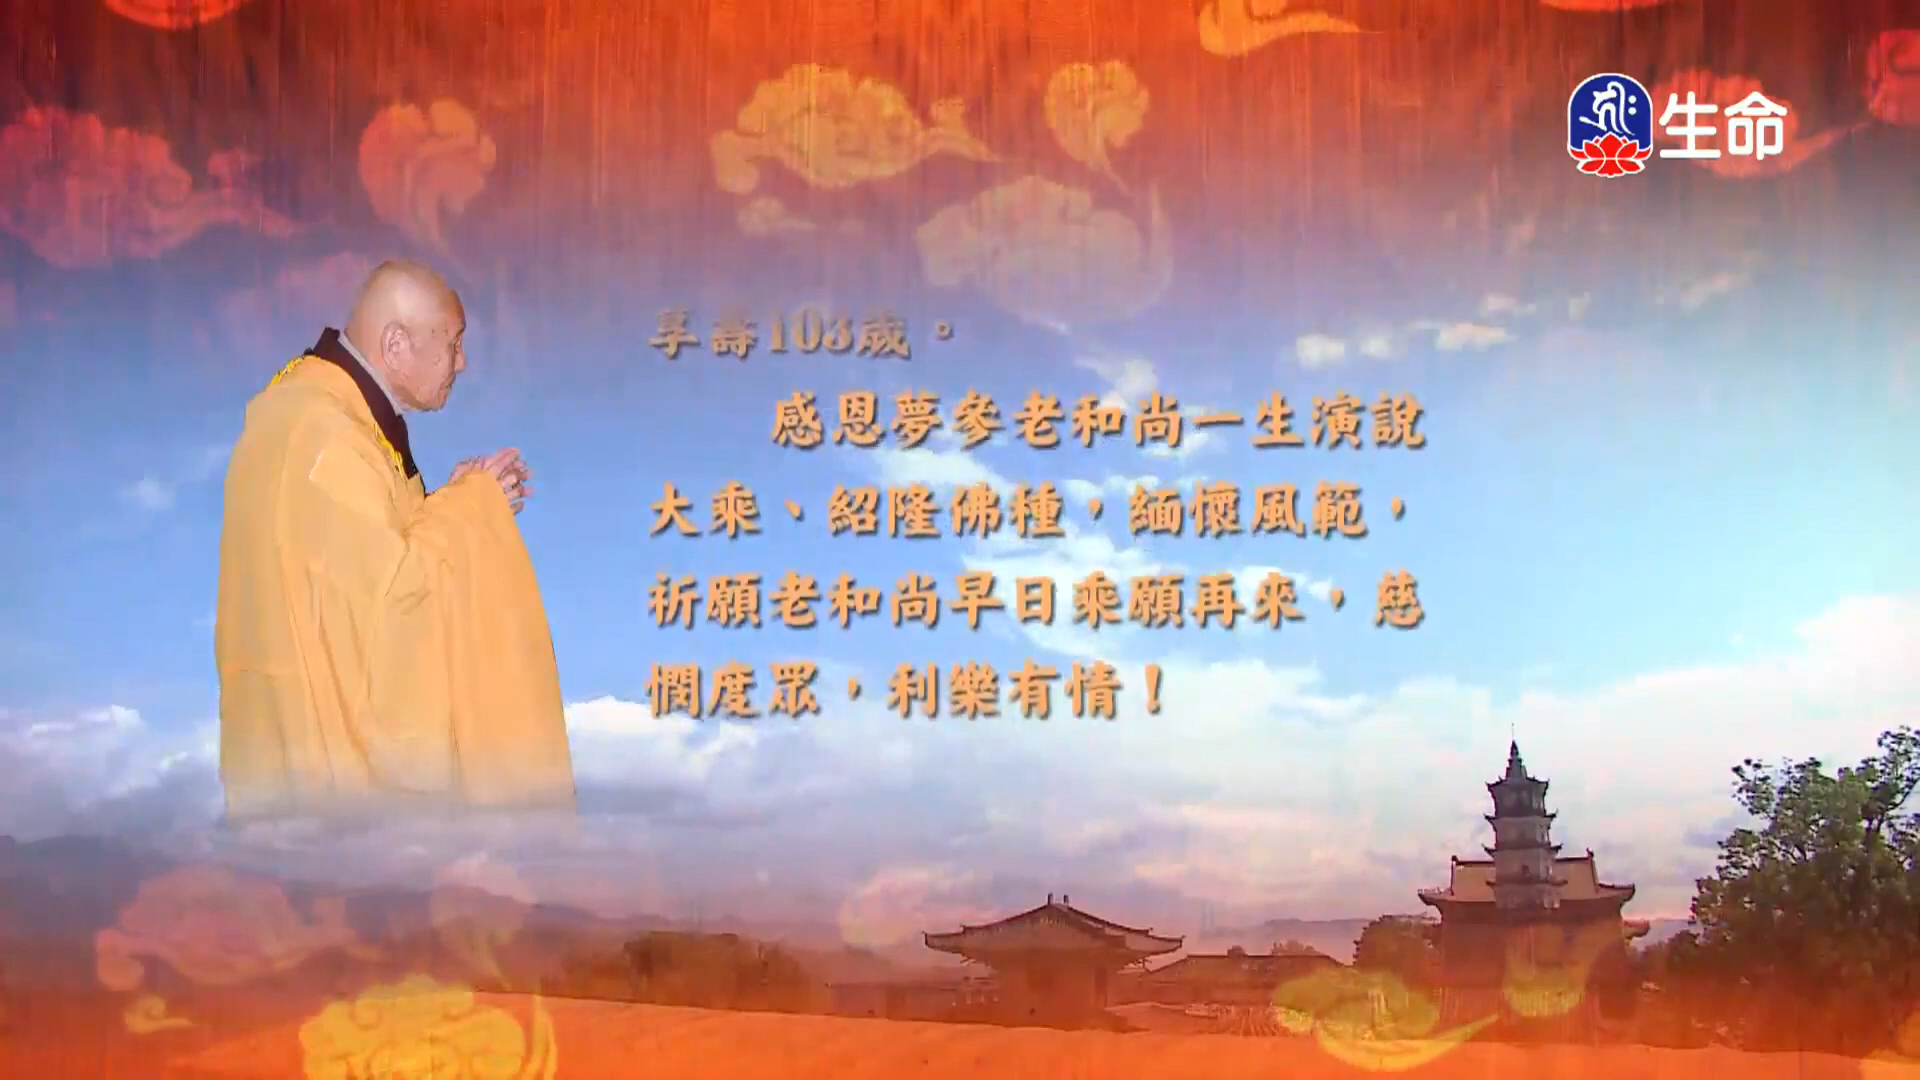 生命
享壽103歲。
感恩夢參老和尚一生演說
大乘、紹隆佛種，緬懷風範，
祈願老和尚早日乘願再來，慈
憫度眾，利樂有情！